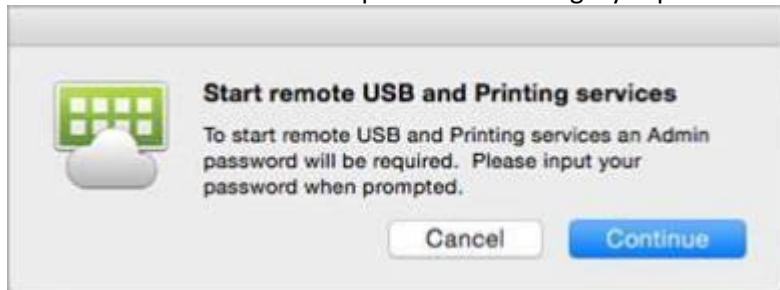 Start remote USB and Printing services
To start remote USB and Printing services an Admin
password will be required.  Please input your
password when prompted.
Cancel
Continue